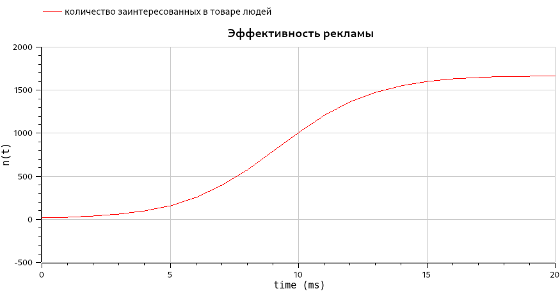 количество заинтересованных в товаре людей
Эффективность рекламы
2000
1500
1000
500
0
-500
n(t)
0 5 10 15 20
time (ms)